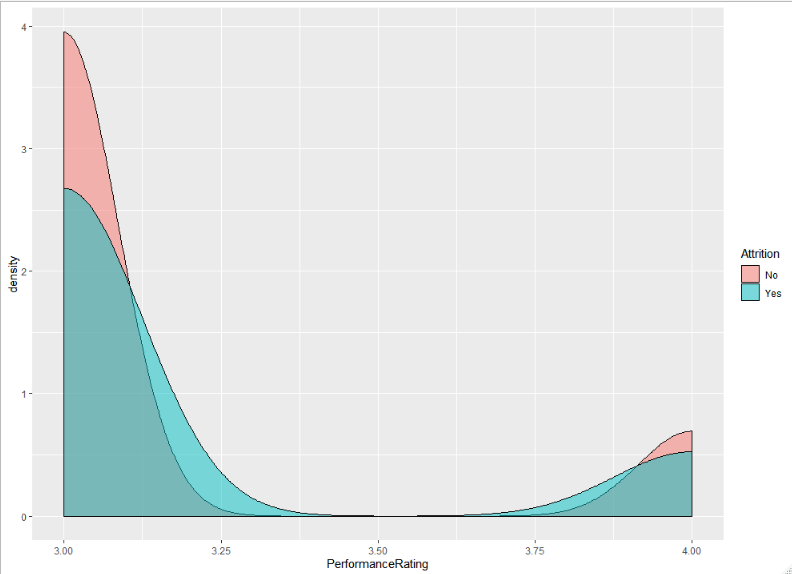 4
3
2
1
0
density
3.00 3.25 3.50 3.75 4.00
PerformanceRating
Attrition
No
Yes